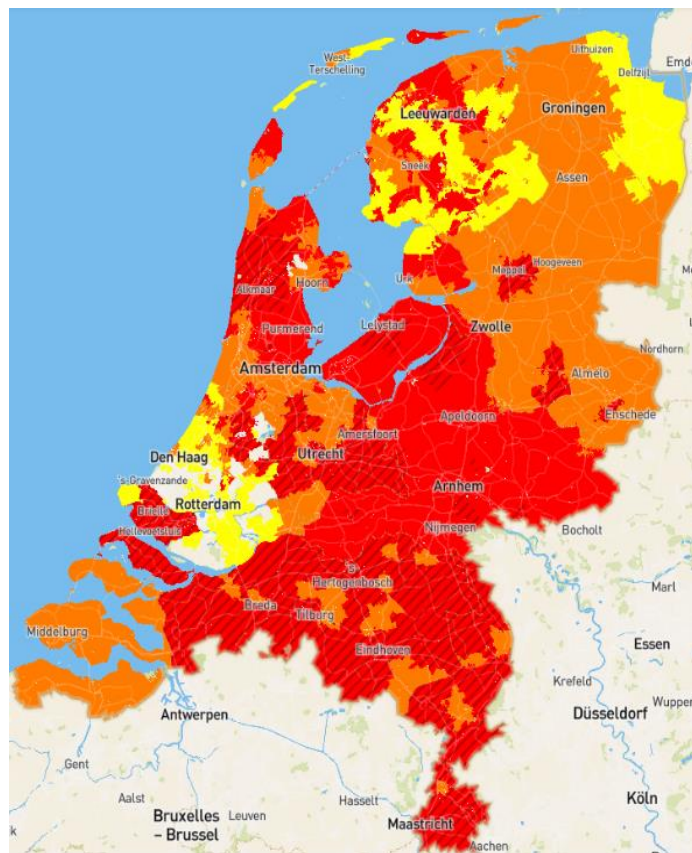 Uithuizen
Delfzijl
Emde
West-
Terschelling
Leeuwarden
Groningen
Sneek
Assen
Urk
Meppel
Hoogeveen
Hoorn
Alkmaar
Purmerend
Lelystad
Zwolle
Nordhorn
Amsterdam
Almelo
Enschede
Apeldoorn
Amersfoort
Utrecht
Den Haag
's-Gravenzande
Rotterdam
Arnhem
Brielle
Hellevoetsluis
Nijmegen
Bocholt
's-
Hertogenbosch
Marl
Breda
Tilburg
Middelburg
Eindhoven
Essen
Krefeld
Wupper
Antwerpen
Düsseldorf
Gent
Aalst
Hasselt
Köln
Bruxelles
– Brussel
Leuven
k
Maastricht
Aachen